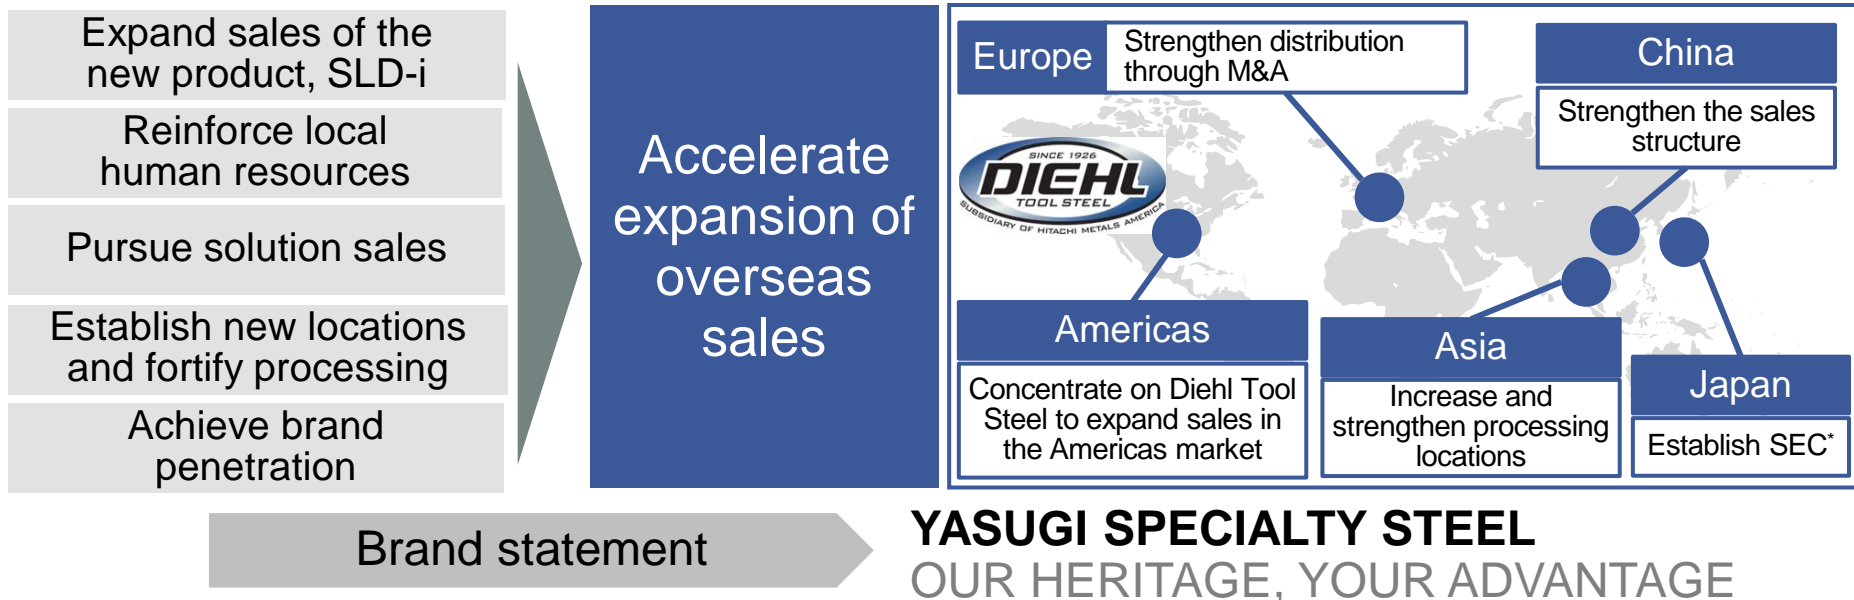 Expand sales of the
new product, SLD-i
Reinforce local
human resources
Pursue solution sales
Establish new locations
and fortify processing
Achieve brand
penetration
Accelerate
expansion of
overseas
sales
Europe
Strengthen distribution
through M&A
China
Strengthen the sales
structure
SINCE 1926
DIEHL
TOOL STEEL
SUBSIDIARY OF HITACHI METALS AMERICA
Americas
Concentrate on Diehl Tool
Steel to expand sales in
the Americas market
Asia
Increase and
strengthen processing
locations
Japan
Establish SEC*
Brand statement
YASUGI SPECIALTY STEEL
OUR HERITAGE, YOUR ADVANTAGE